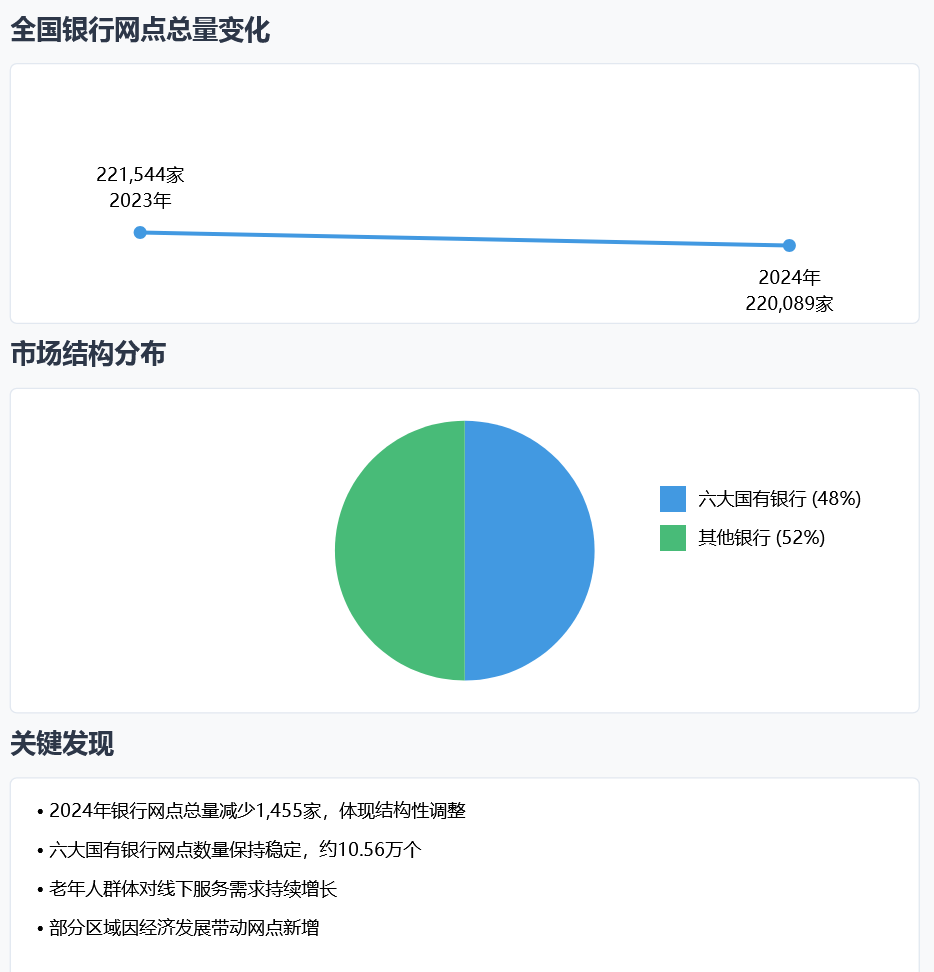 全国银行网点总量变化
221,544家
2023年
2024年
220,089家
市场结构分布
六大国有银行 (48%)
其他银行 (52%)
关键发现
• 2024年银行网点总量减少1,455家，体现结构性调整
• 六大国有银行网点数量保持稳定，约10.56万个
• 老年人群体对线下服务需求持续增长
• 部分区域因经济发展带动网点新增